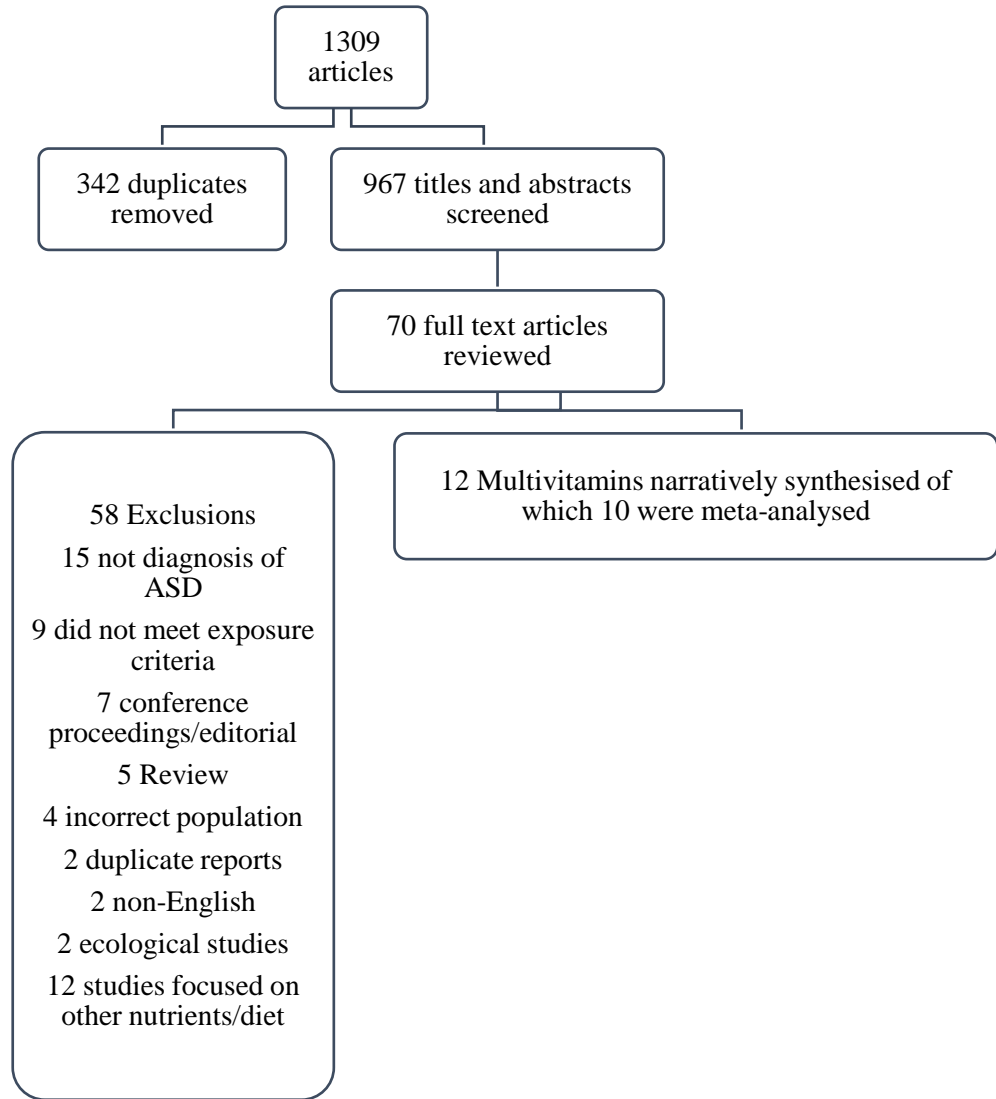 1309
articles
342 duplicates
removed
967 titles and abstracts
screened
70 full text articles
reviewed
58 Exclusions
15 not diagnosis of
ASD
9 did not meet exposure
criteria
7 conference
proceedings/editorial
5 Review
4 incorrect population
2 duplicate reports
2 non-English
2 ecological studies
12 studies focused on
other nutrients/diet
12 Multivitamins narratively synthesised of
which 10 were meta-analysed